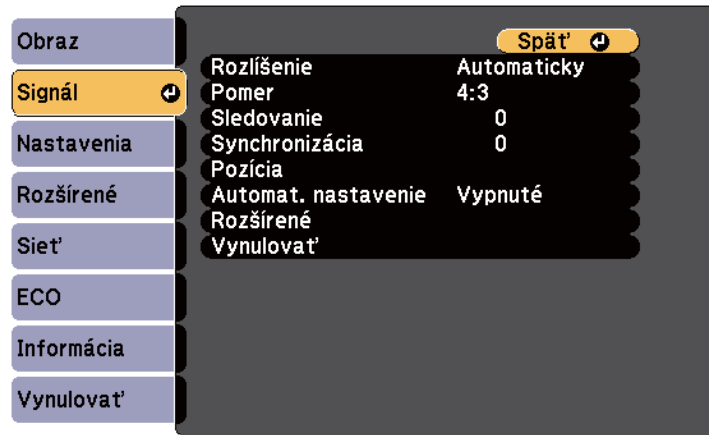 Obraz
Signál
Nastavenia
Rozšírené
Sieť
ECO
Informácia
Vynulovať
Späť
Rozlíšenie Automaticky
Pomer 4:3
Sledovanie 0
Synchronizácia 0
Pozícia
Automat. nastavenie Vypnuté
Rozšírené
Vynulovať